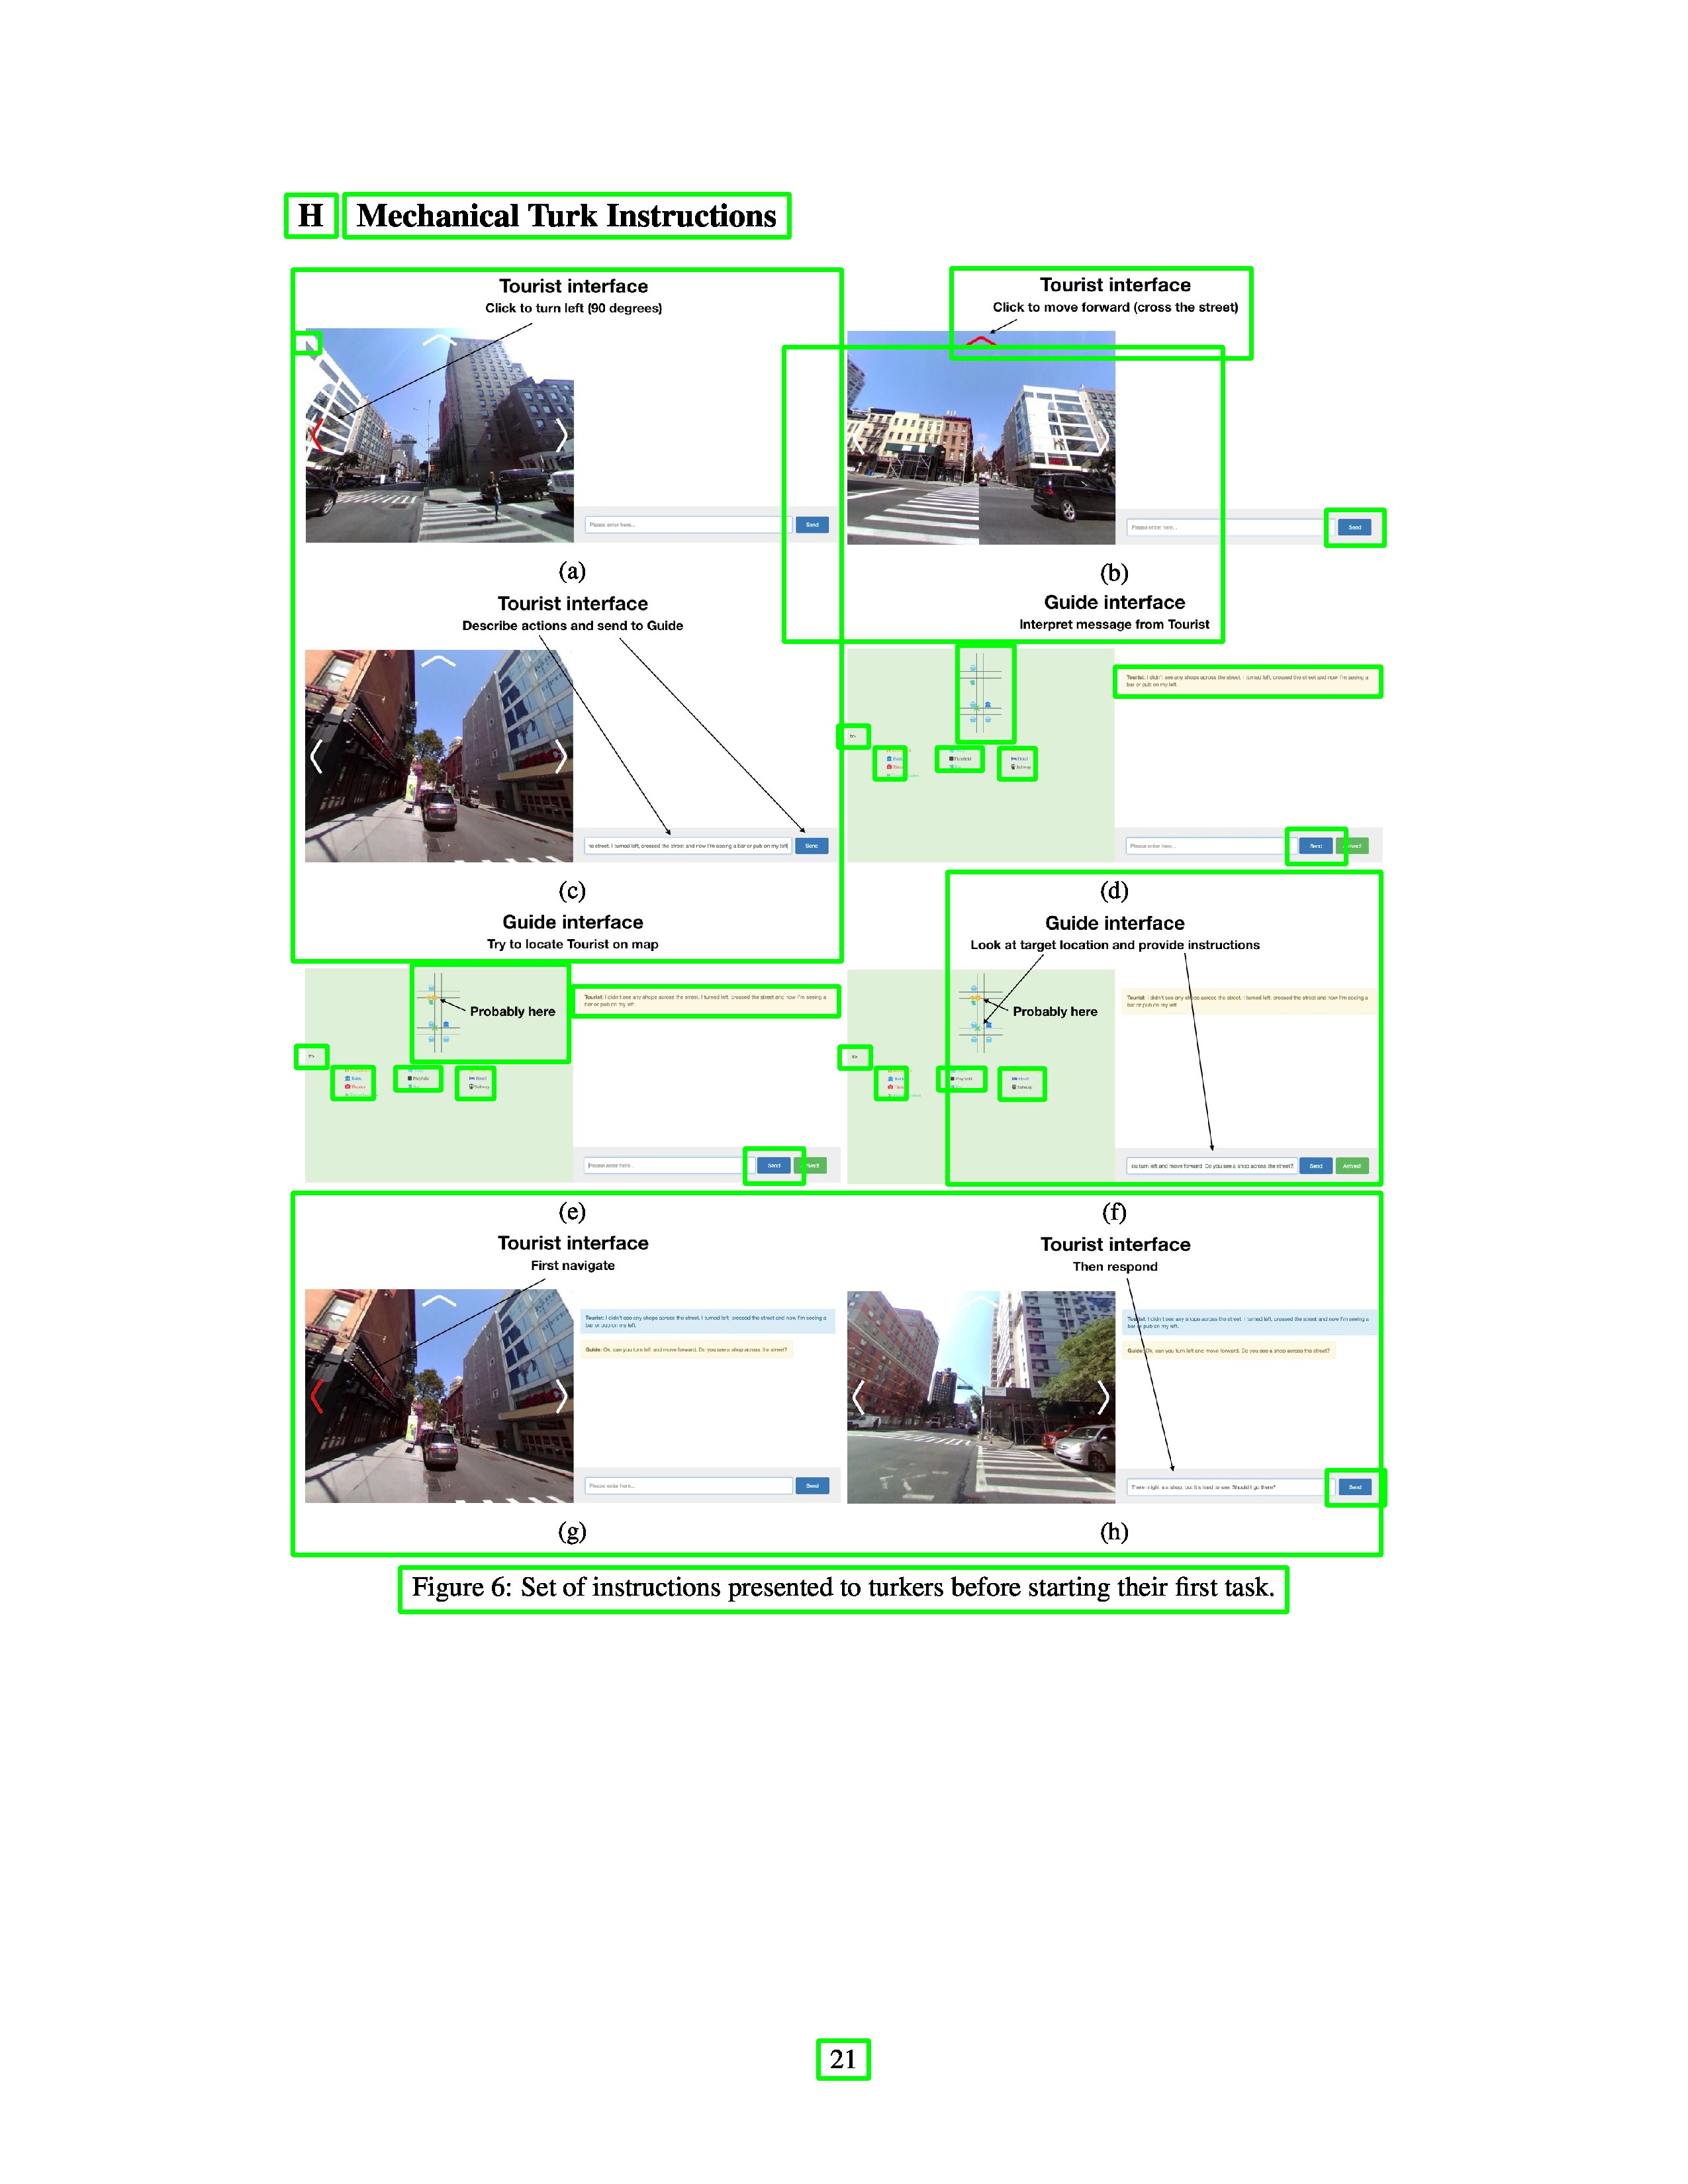 H Mechanical Turk Instructions
Tourist interface
Click to turn left (90 degrees)
Please enter here...
Send
(a)
Tourist interface
Click to move forward (cross the street)
Please enter here...
Send
(b)
Tourist interface
Describe actions and send to Guide
street. I turned left, crossed the street and now I'm seeing a bar or pub on my left
Send
(c)
Guide interface
Interpret message from Tourist
Tourist: I didn't see any shops across the street. I turned left, crossed the street and now I'm seeing a
bar or pub on my left.
Bank
Playfield
Hotel
Subway
Please enter here...
Send
(d)
Guide interface
Try to locate Tourist on map
Probably here
Tourist: I didn't see any shops across the street. I turned left, crossed the street and now I'm seeing a
bar or pub on my left.
Bank
Theater
Playfield
Hotel
Subway
Please enter here...
Send
(e)
Guide interface
Look at target location and provide instructions
Probably here
Tourist: I didn't see any shops across the street. I turned left, crossed the street and now I'm seeing a
bar or pub on my left.
Playfield
Hotel
Subway
ou turn left and move forward. Do you see a shop across the street?
Send
Arrived!
(f)
Tourist interface
First navigate
Tourist: I didn't see any shops across the street. I turned left, crossed the street and now I'm seeing a
bar or pub on my left.
Guide: Ok, can you turn left and move forward. Do you see a shop across the street?
Please enter here...
Send
(g)
Tourist interface
Then respond
Tourist: I didn't see any shops across the street. I turned left, crossed the street and now I'm seeing a
bar or pub on my left.
Guide: Ok, can you turn left and move forward. Do you see a shop across the street?
There might be a shop, but it's hard to see. Should I go there?
Send
(h)
Figure 6: Set of instructions presented to turkers before starting their first task.
21